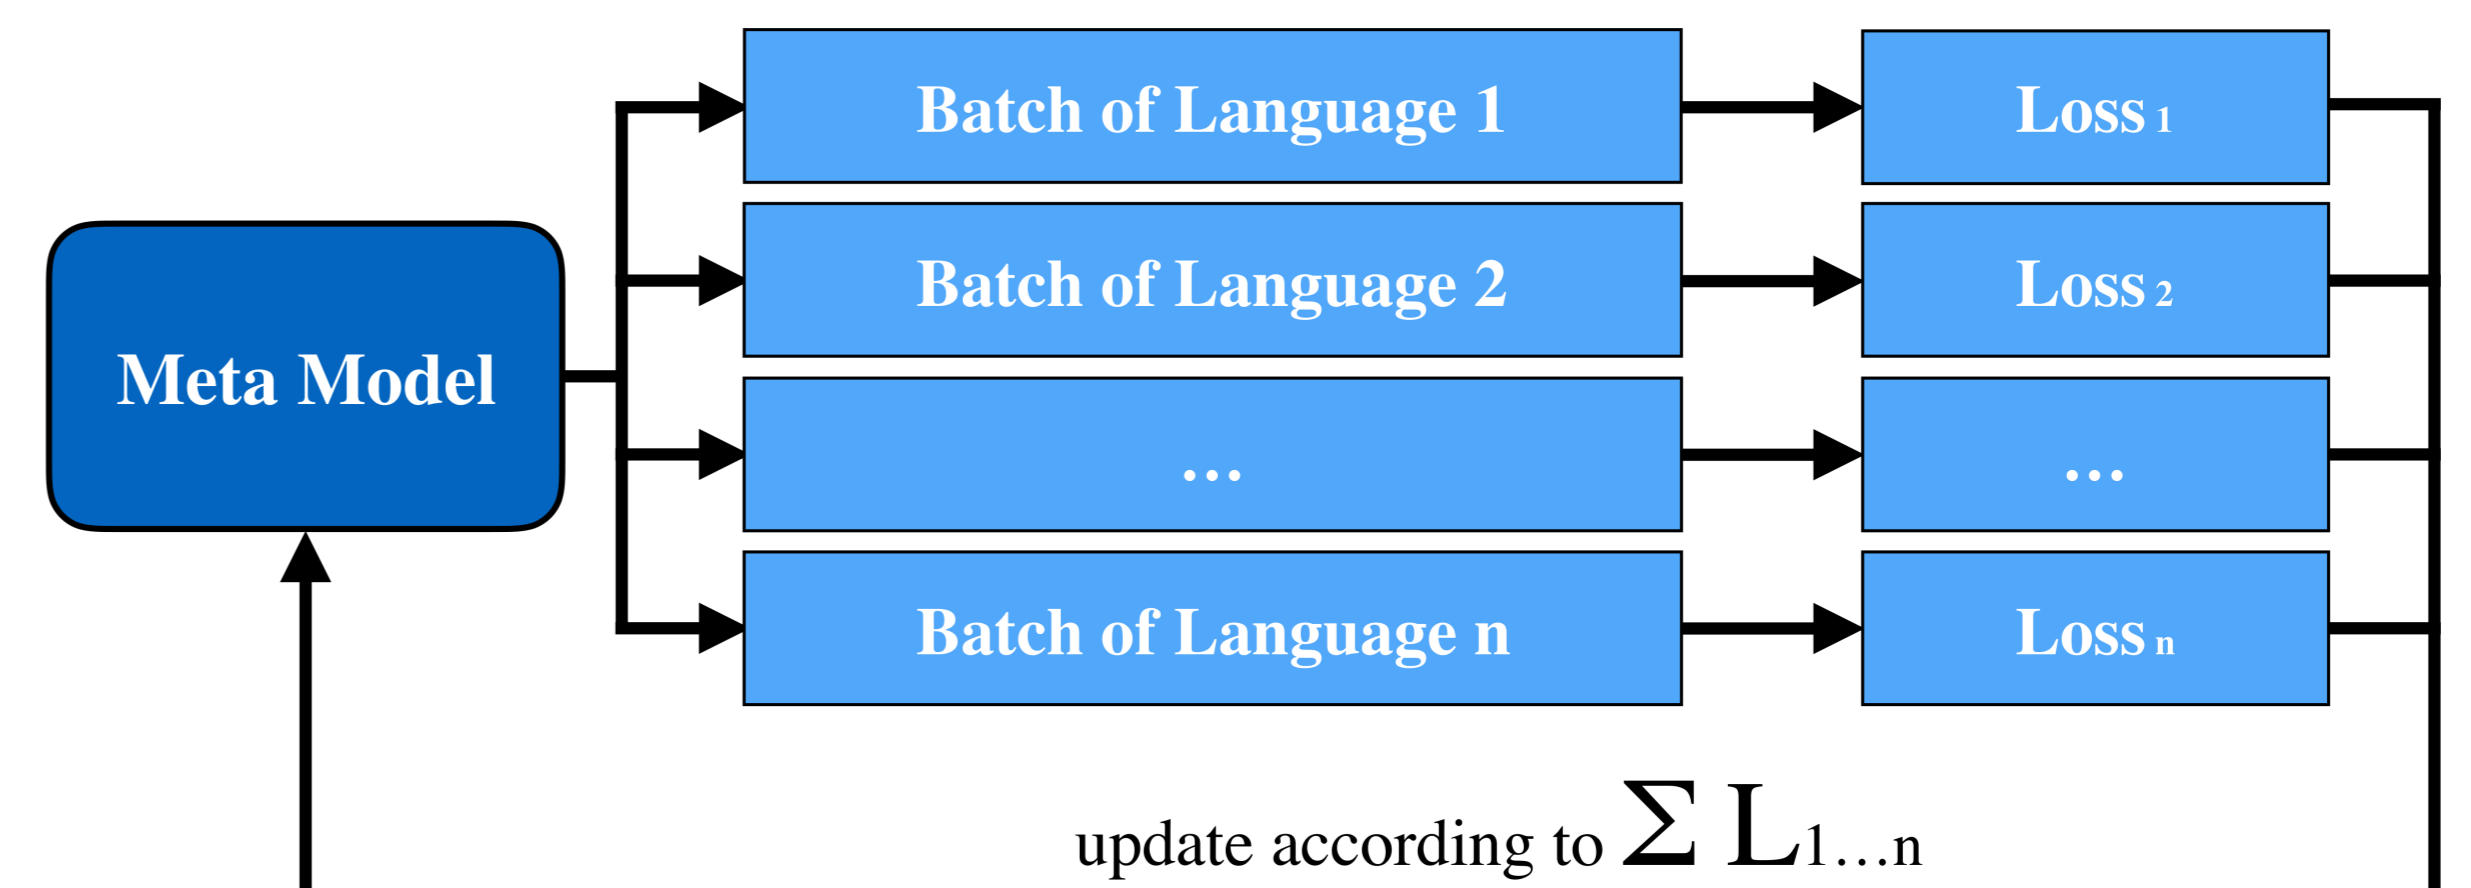 Batch of Language 1
Loss 1
Batch of Language 2
Loss 2
Meta Model
...
...
Batch of Language n
Loss n
update according to Σ L1...n